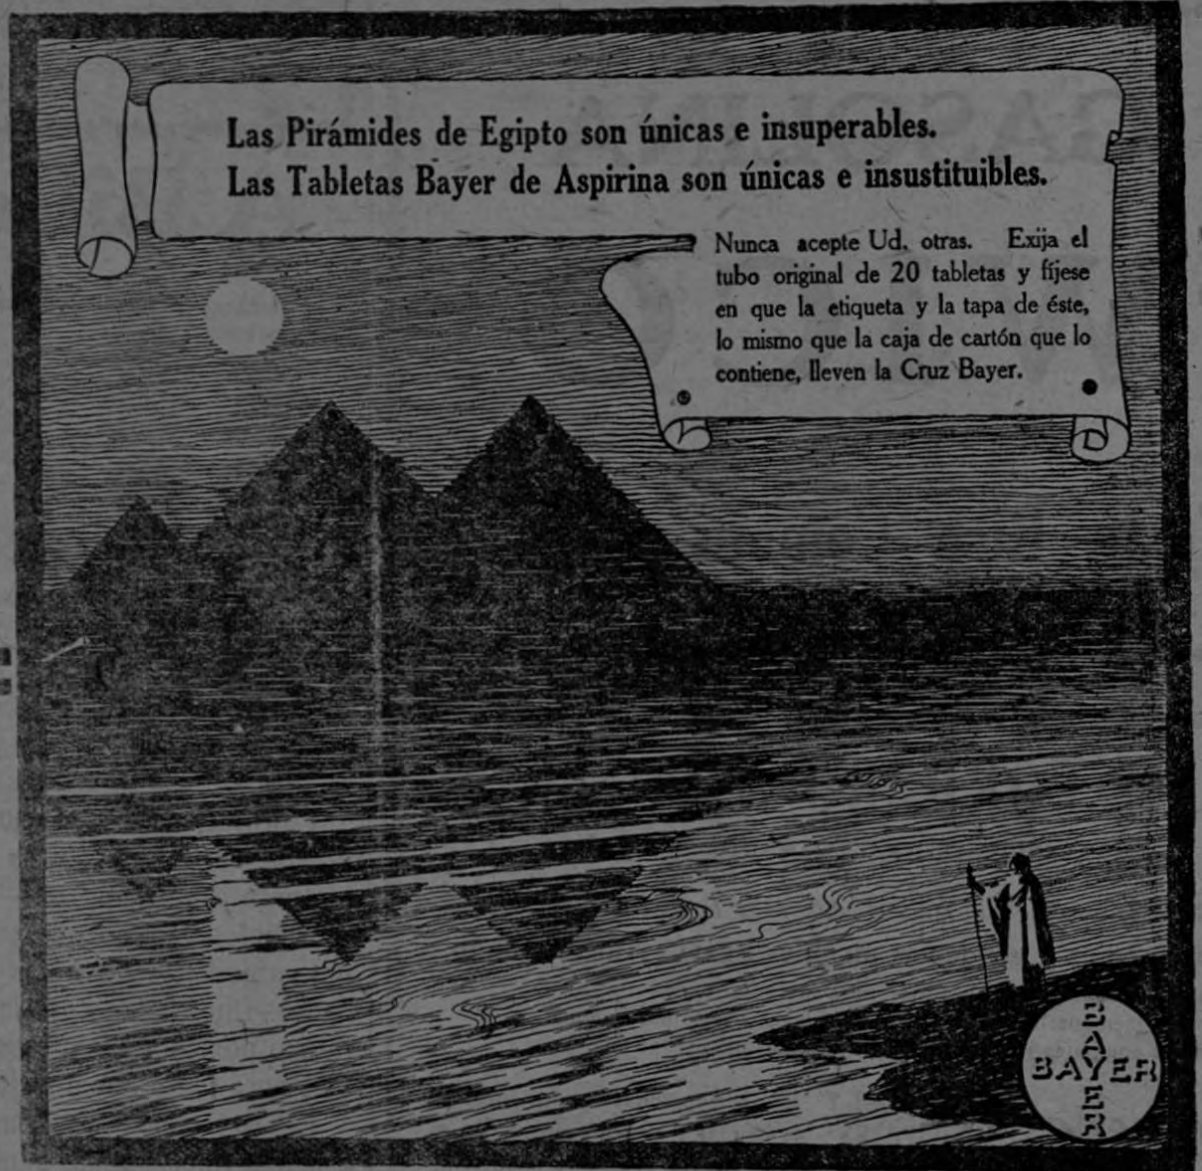 Las Pirámides de Egipto son únicas e insuperables.
Las Tabletas Bayer de Aspirina son únicas e insustituibles.
Nunca acepte Ud. otras. Exija el
tubo original de 20 tabletas y fíjese
en que la etiqueta y la tapa de éste,
lo mismo que la caja de cartón que lo
contiene, lleven la Cruz Bayer.
BAYER
BAYER